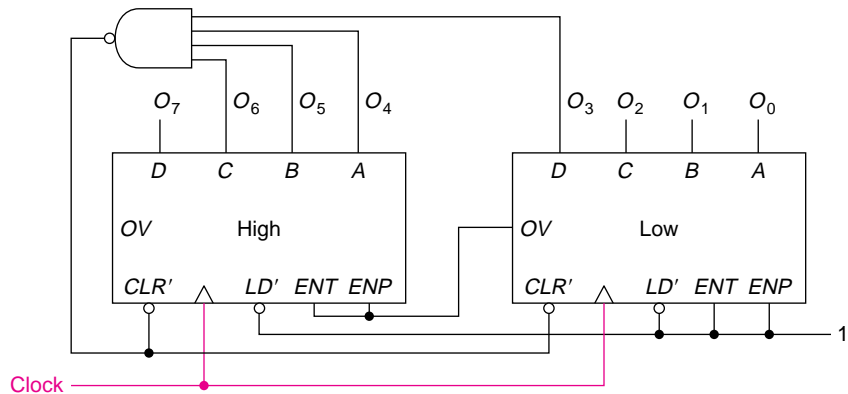 O7 O6 O5 O4 O3 O2 O1 O0
D C B A D C B A
OV High OV Low
CLR' LD' ENT ENP CLR' LD' ENT ENP
1
Clock